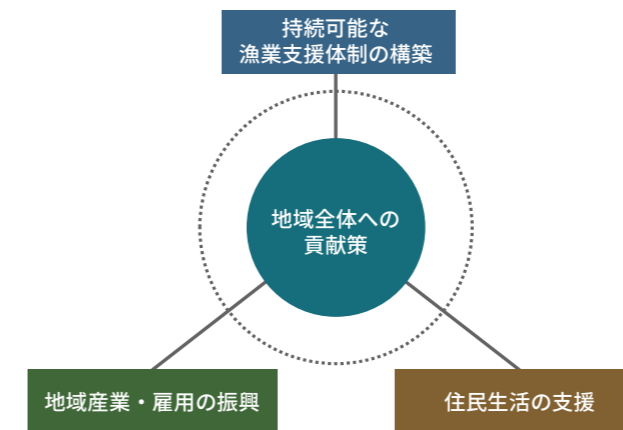 持続可能な
漁業支援体制の構築
地域全体への
貢献策
地域産業・雇用の振興
住民生活の支援